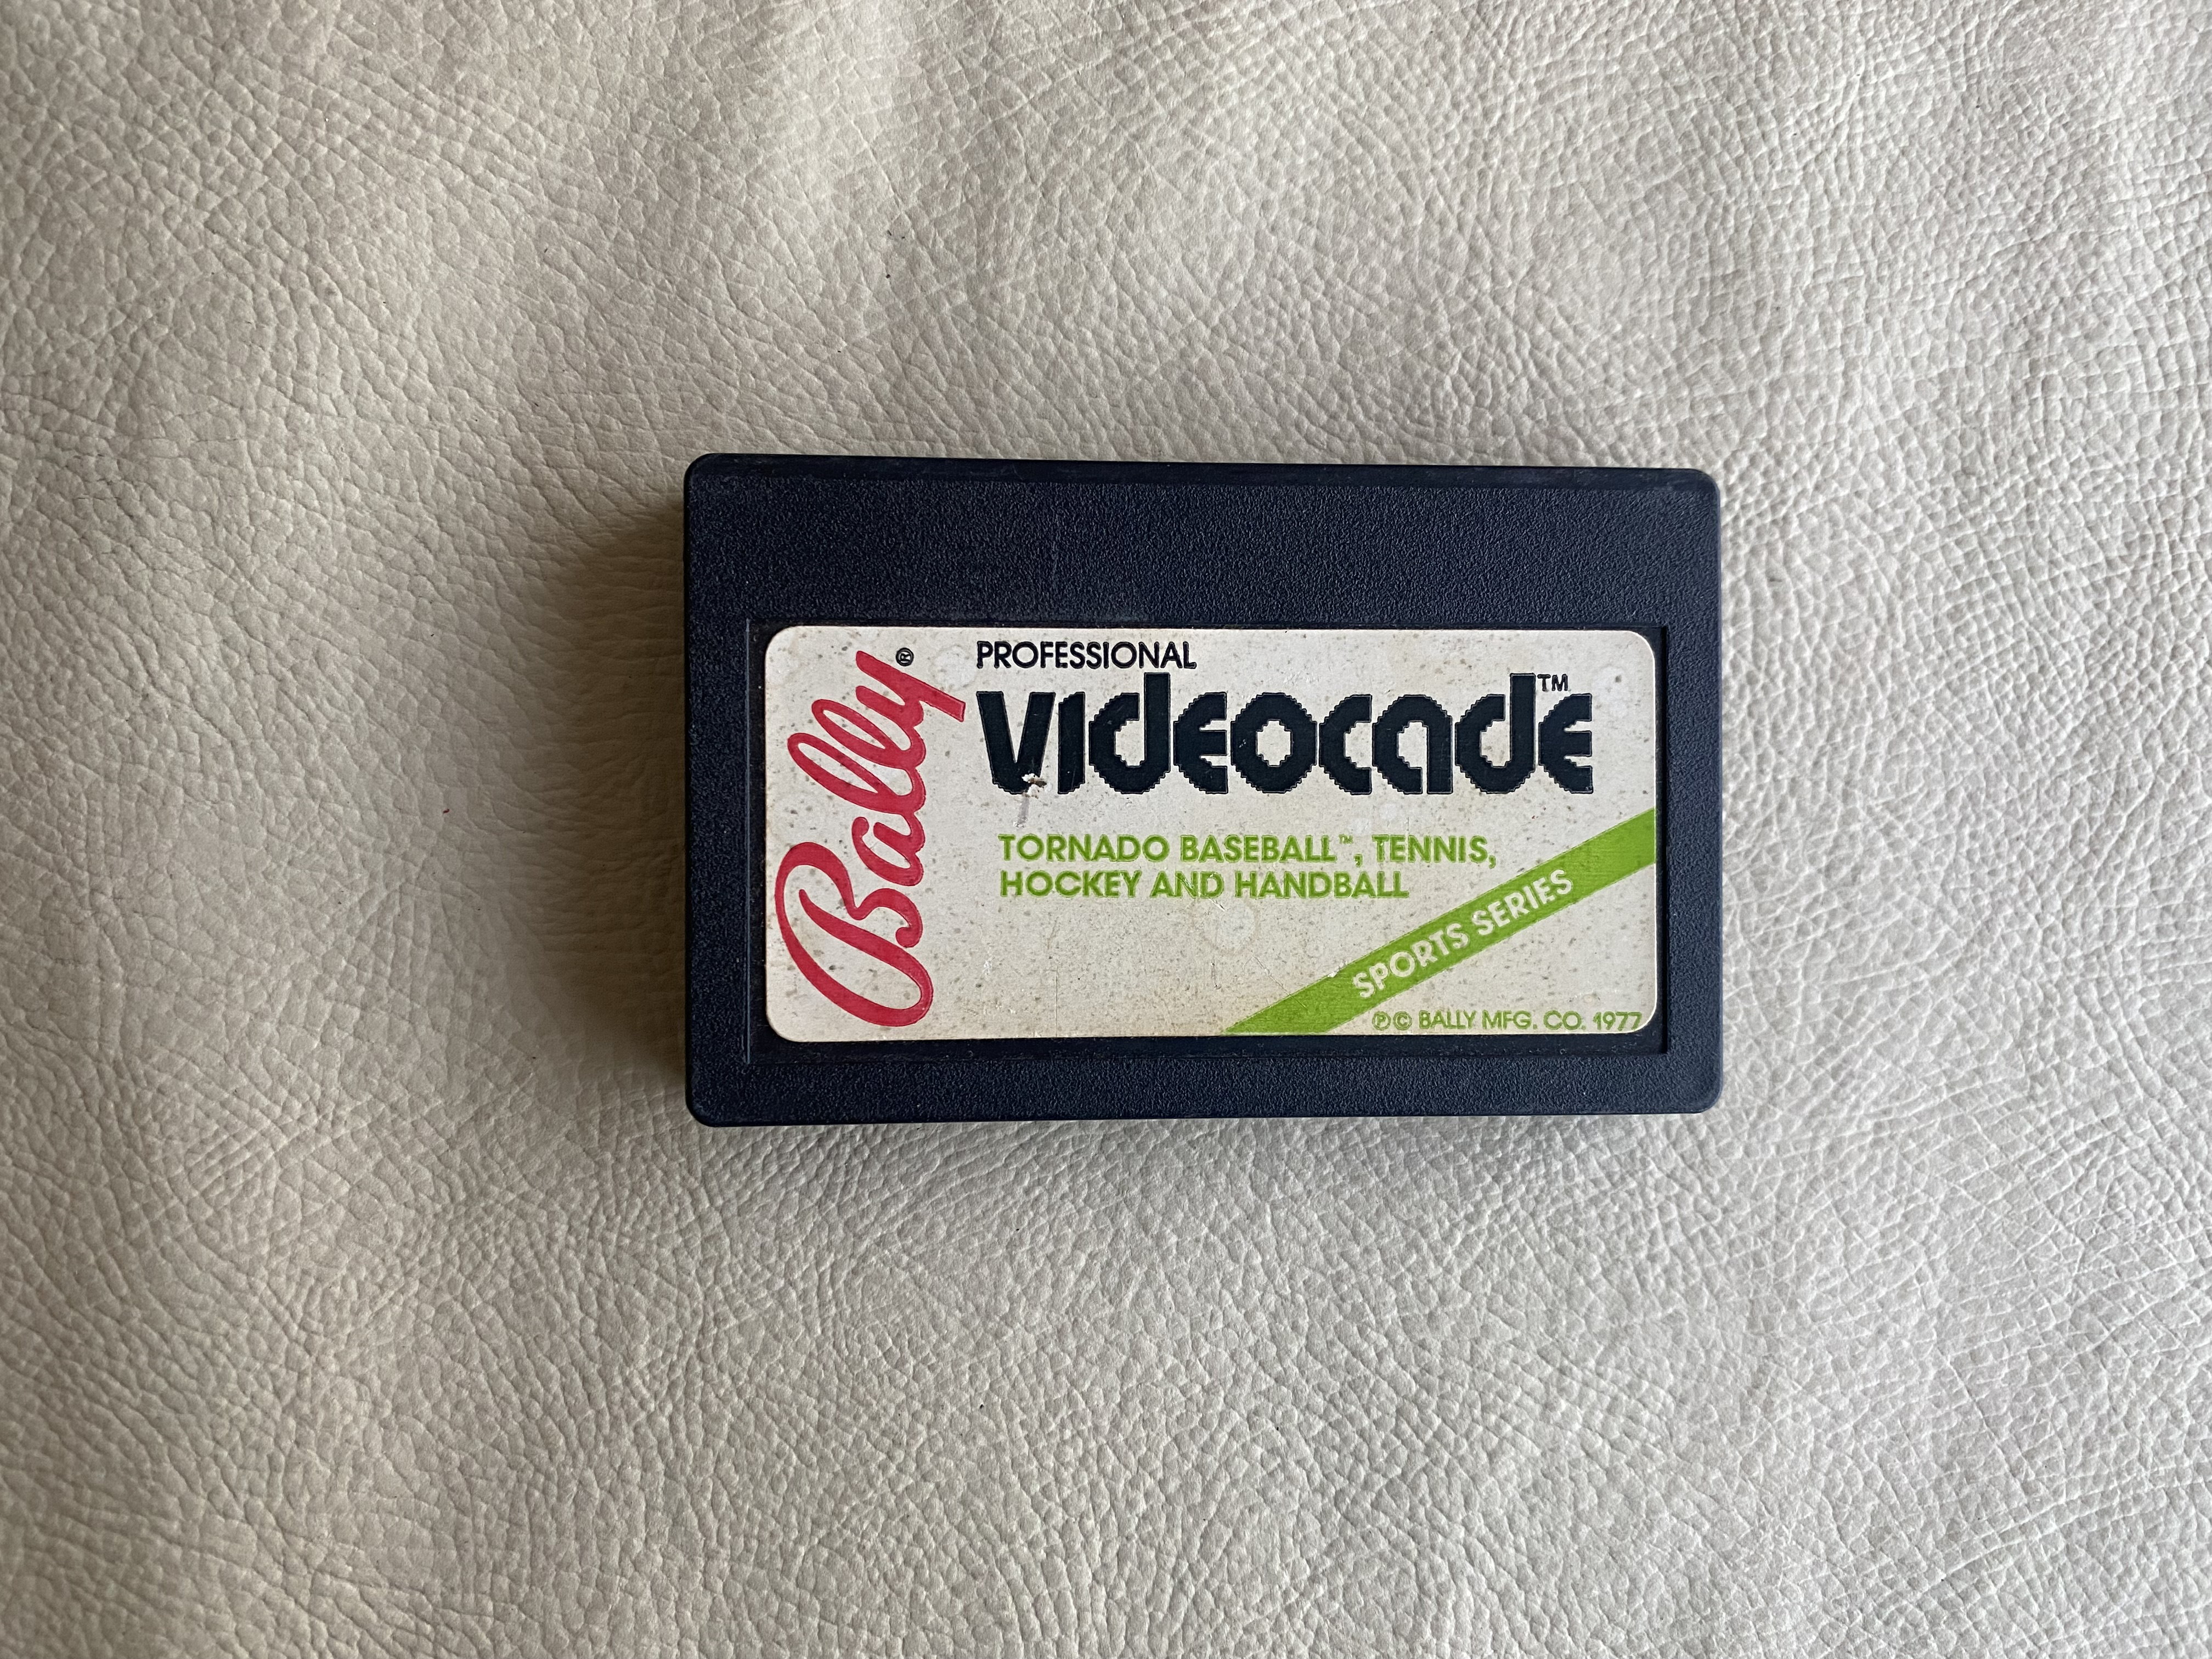 Bally®
PROFESSIONAL
VIDEOCADE™
TORNADO BASEBALL™, TENNIS,
HOCKEY AND HANDBALL
SPORTS SERIES
℗© BALLY MFG. CO. 1977